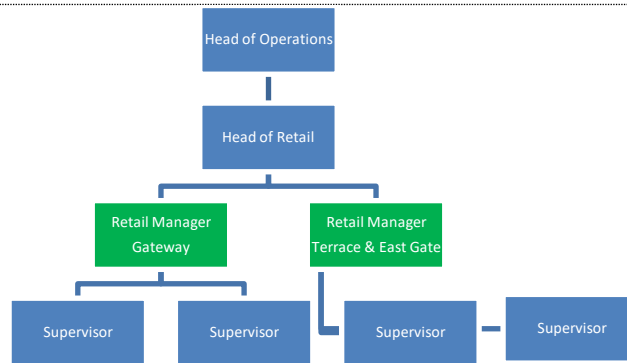 Head of Operations
Head of Retail
Retail Manager
Gateway
Retail Manager
Terrace & East Gate
Supervisor
Supervisor
Supervisor
Supervisor